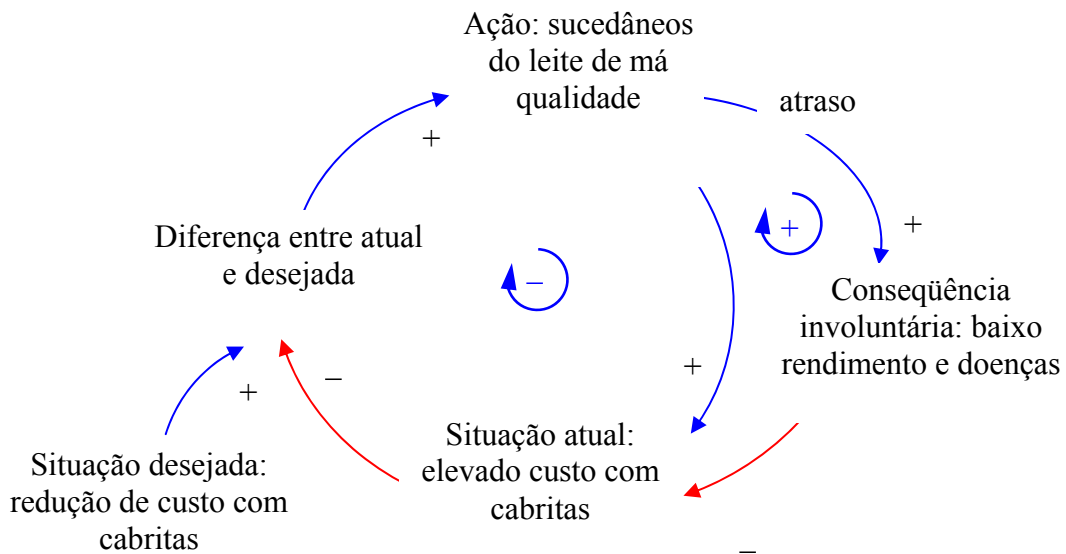 Ação: sucedâneos
do leite de má
qualidade
atraso
+
+
Diferença entre atual
e desejada
+
−
Conseqüência
involuntária: baixo
rendimento e doenças
+
−
+
Situação atual:
elevado custo com
cabritas
Situação desejada:
redução de custo com
cabritas
−